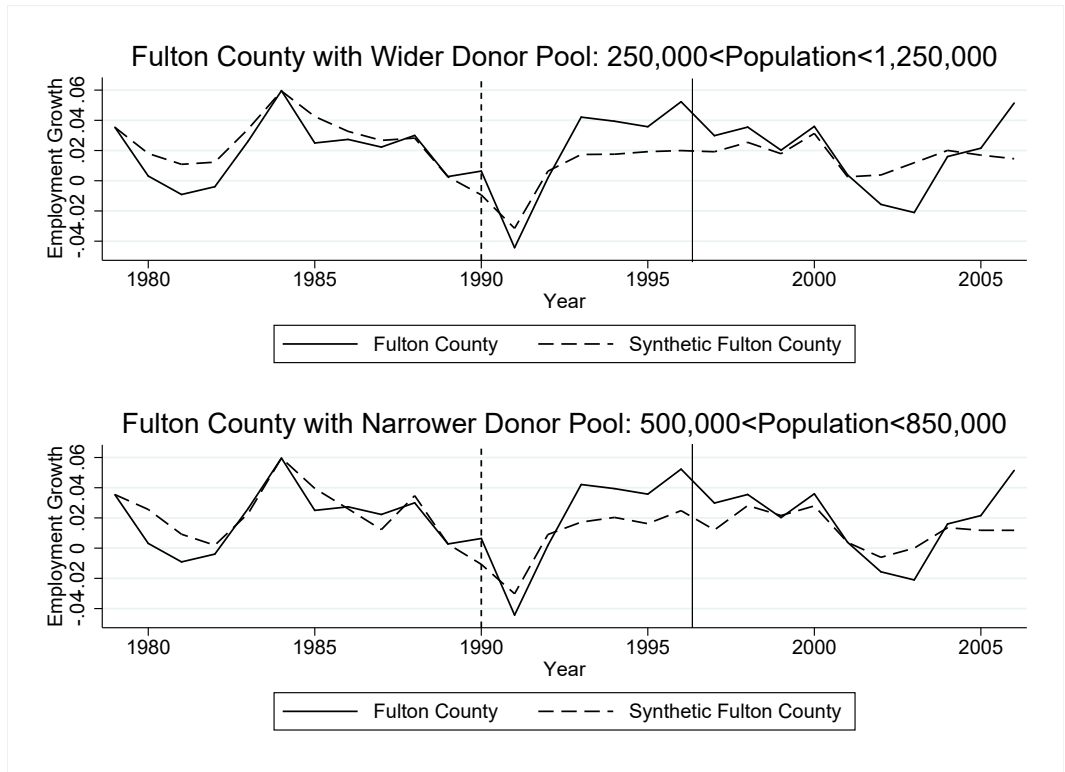 Fulton County with Wider Donor Pool: 250,000<Population<1,250,000
Employment Growth
.06
.04
.02
0
-.02
-.04
1980 1985 1990 1995 2000 2005
Year
Fulton County Synthetic Fulton County
Fulton County with Narrower Donor Pool: 500,000<Population<850,000
Employment Growth
.06
.04
.02
0
-.02
-.04
1980 1985 1990 1995 2000 2005
Year
Fulton County Synthetic Fulton County